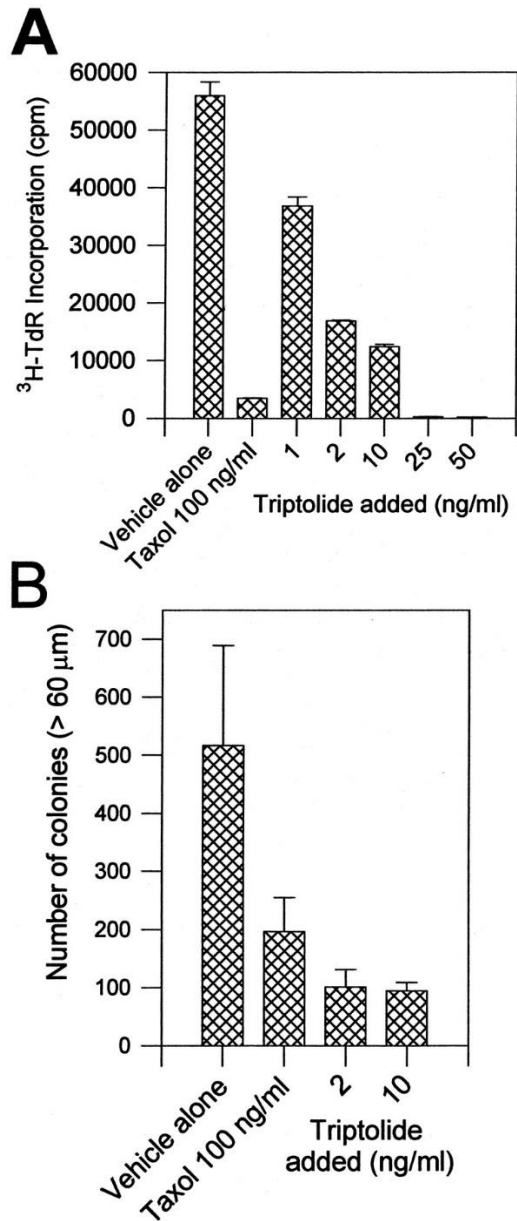 A
³H-TdR Incorporation (cpm)
60000
50000
40000
30000
20000
10000
0
Vehicle alone
Taxol 100 ng/ml
1
2
10
25
50
Triptolide added (ng/ml)
B
Number of colonies (> 60 μm)
700
600
500
400
300
200
100
0
Vehicle alone
Taxol 100 ng/ml
2
10
Triptolide
added (ng/ml)